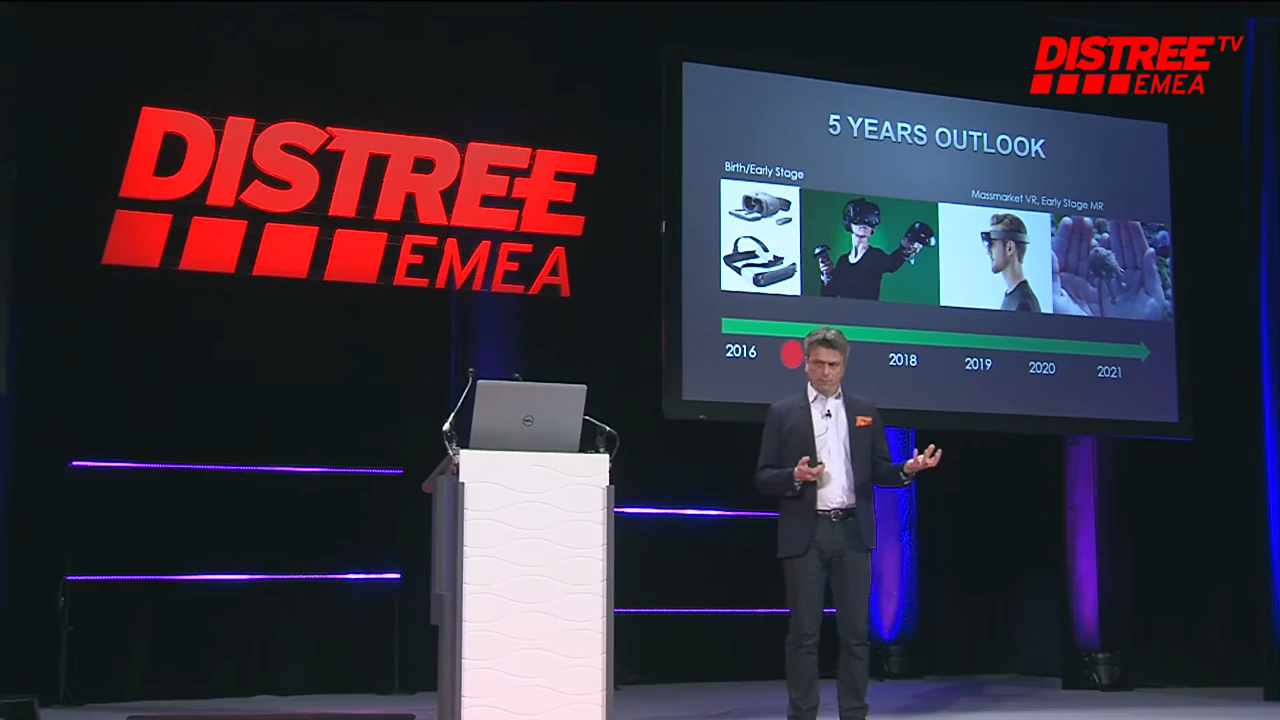 DISTREE TV
EMEA
DISTREE
EMEA
5 YEARS OUTLOOK
Birth/Early Stage
Massmarket VR, Early Stage MR
2016
2018
2019
2020
2021
DELL